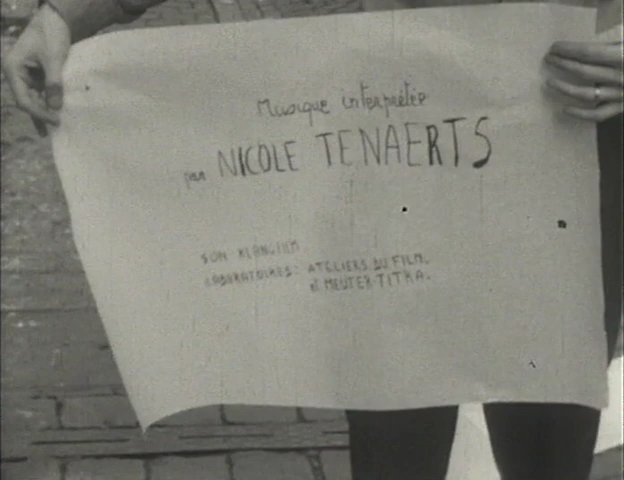 Musique interprétée
par NICOLE TENAERTS
SON KLANGFILM
LABORATOIRES: ATELIERS DU FILM.
et MEUTER-TITRA.